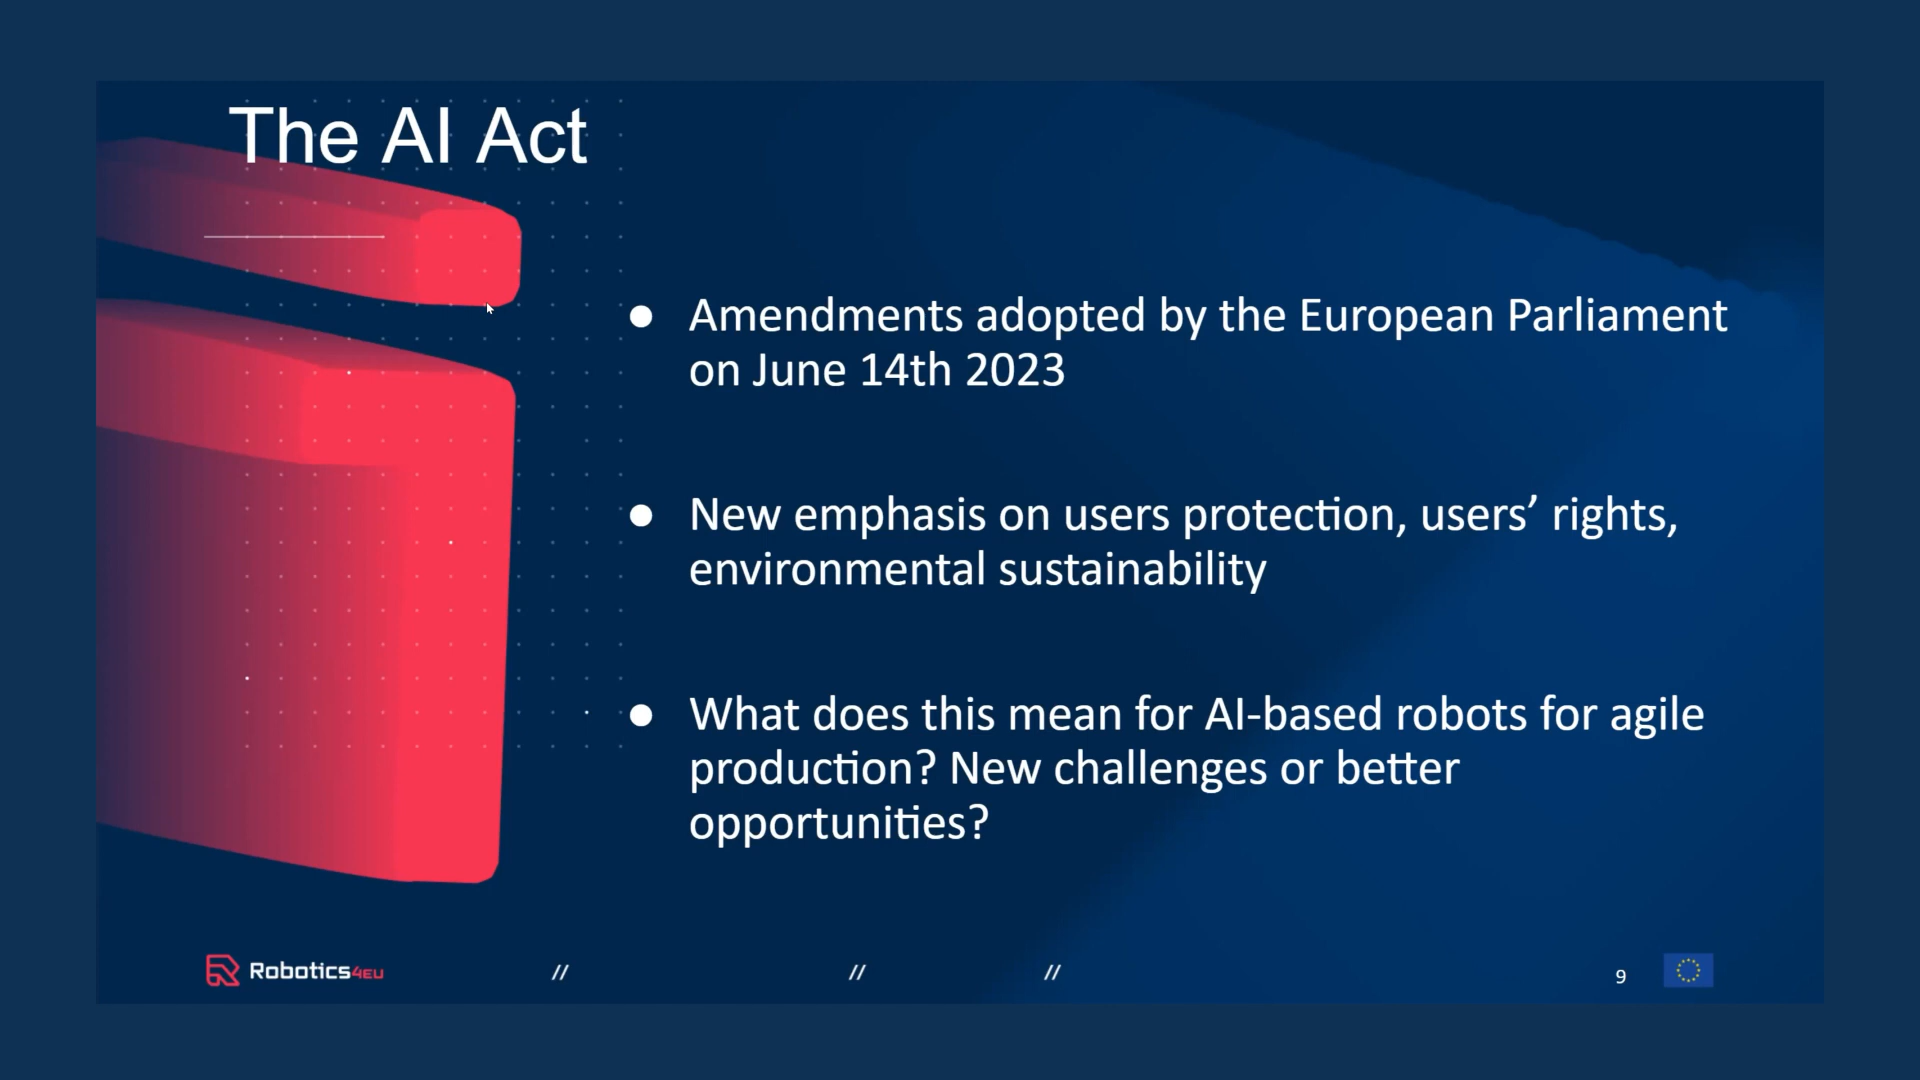 The AI Act
● Amendments adopted by the European Parliament
on June 14th 2023
● New emphasis on users protection, users’ rights,
environmental sustainability
● What does this mean for AI-based robots for agile
production? New challenges or better
opportunities?
Robotics4EU // // // 9